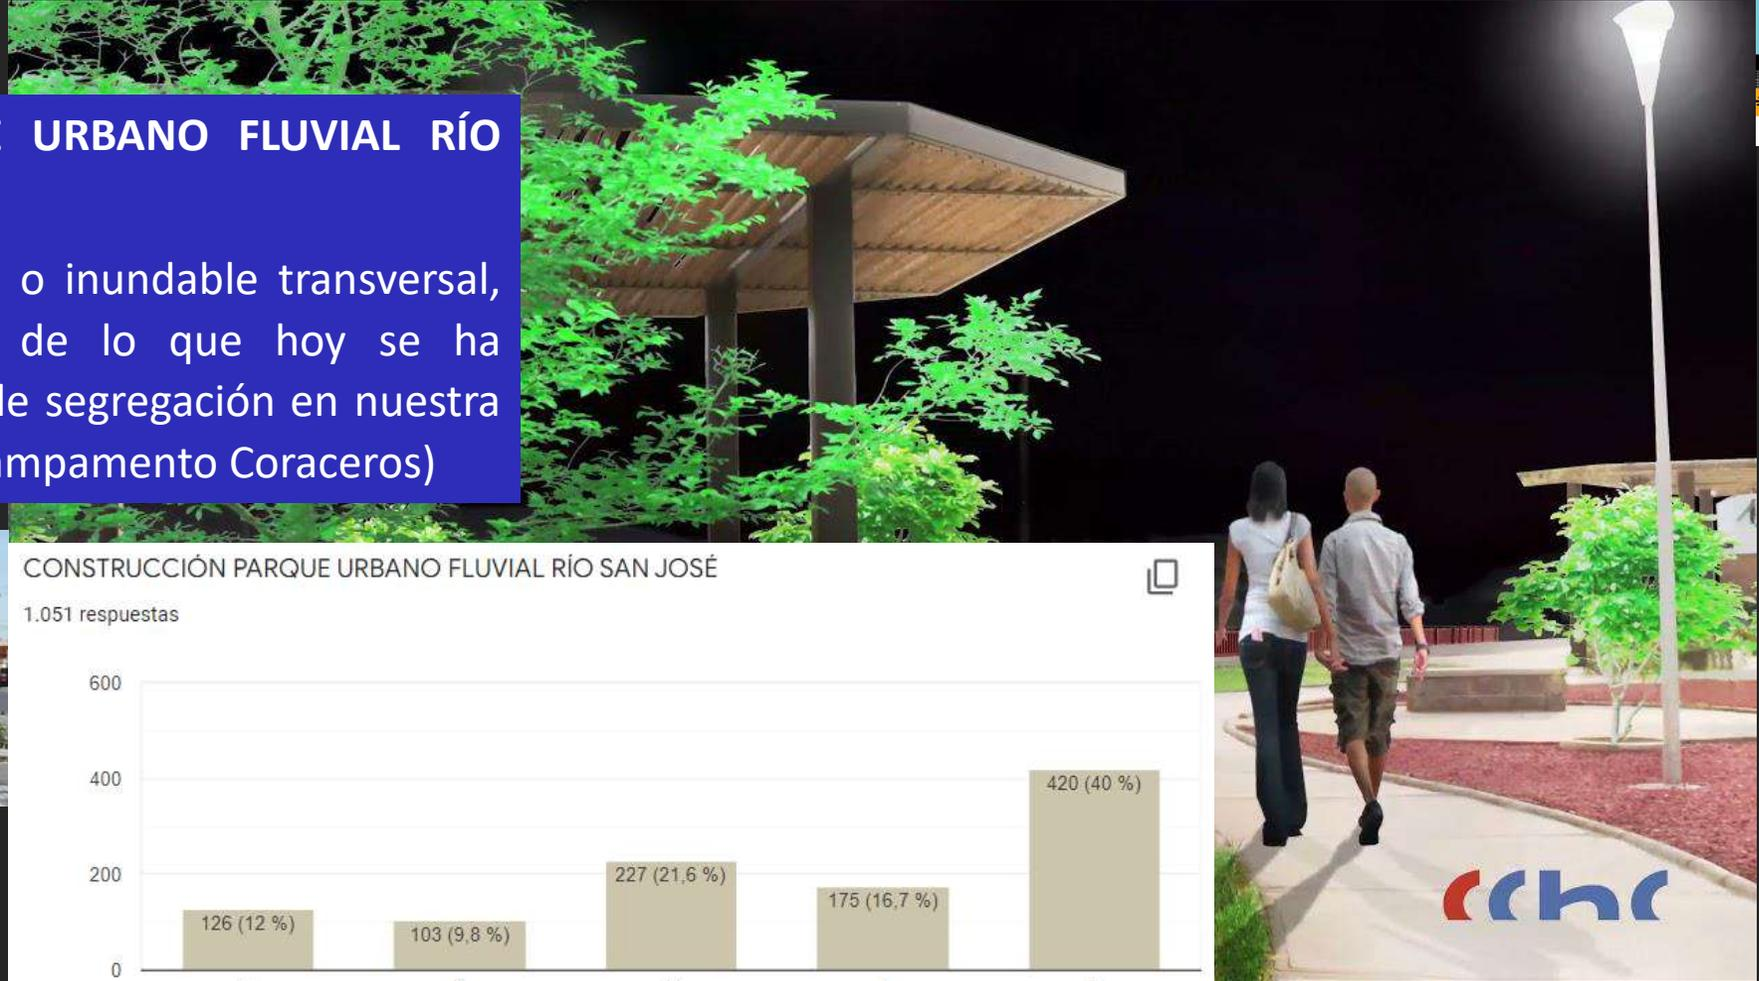 URBANO FLUVIAL RÍO
o inundable transversal,
de lo que hoy se ha
de segregación en nuestra
Coraceros)
CONSTRUCCIÓN PARQUE URBANO FLUVIAL RÍO SAN JOSÉ
1.051 respuestas
600
400
200
0
126 (12 %)
103 (9,8 %)
227 (21,6 %)
175 (16,7 %)
420 (40 %)
cchc